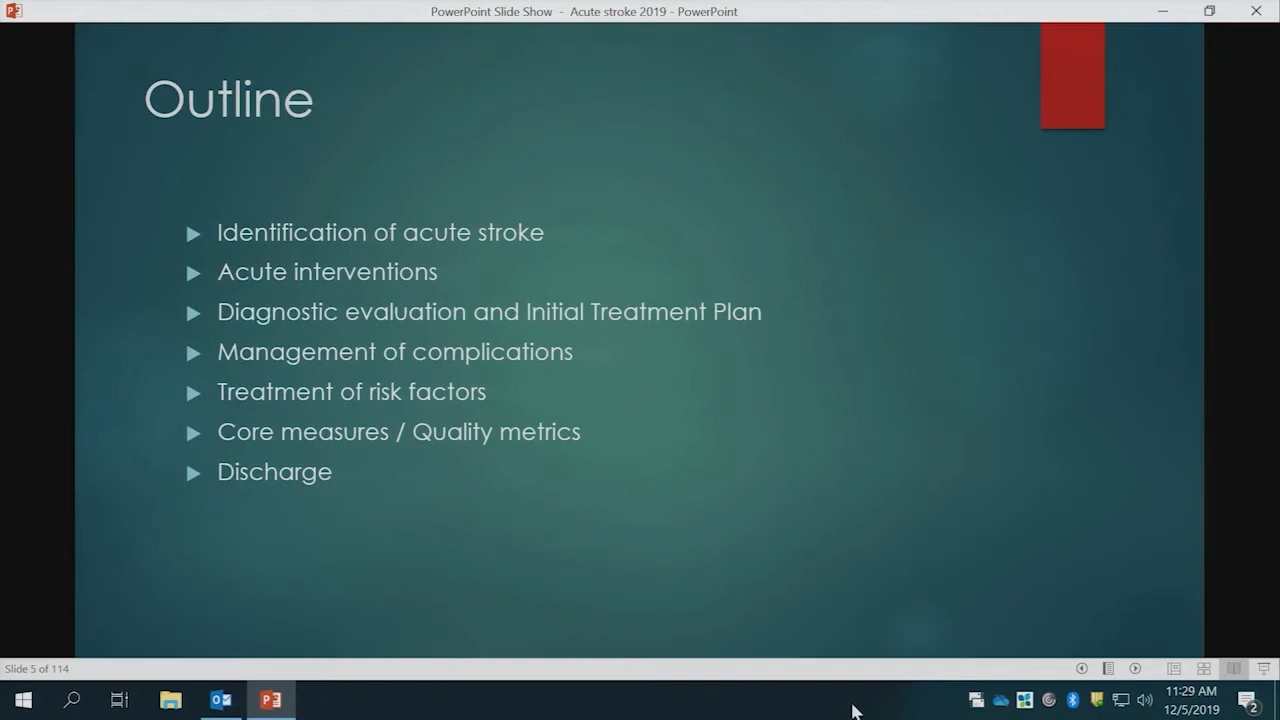 PowerPoint Slide Show - Acute stroke 2019 - PowerPoint
Outline
Identification of acute stroke
Acute interventions
Diagnostic evaluation and Initial Treatment Plan
Management of complications
Treatment of risk factors
Core measures / Quality metrics
Discharge
Slide 5 of 114
11:29 AM
12/5/2019
2